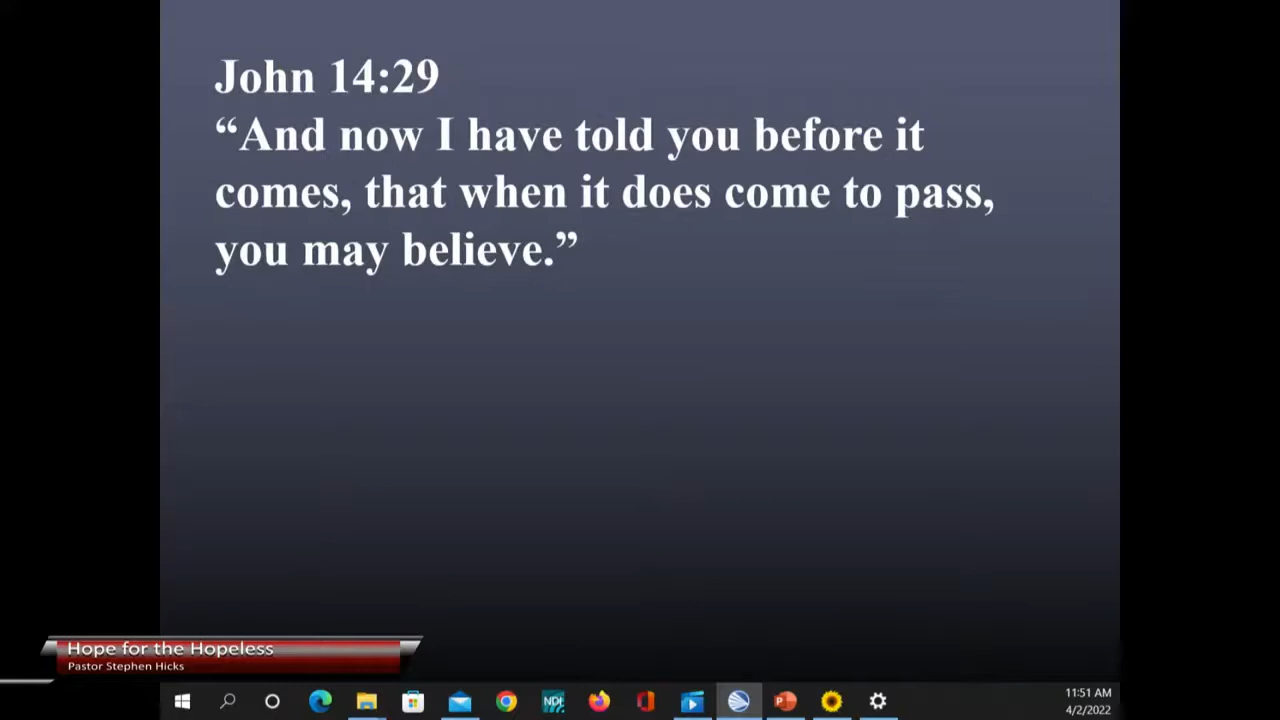 John 14:29
“And now I have told you before it
comes, that when it does come to pass,
you may believe.”
Hope for the Hopeless
Pastor Stephen Hicks
NDI
11:51 AM
4/2/2022